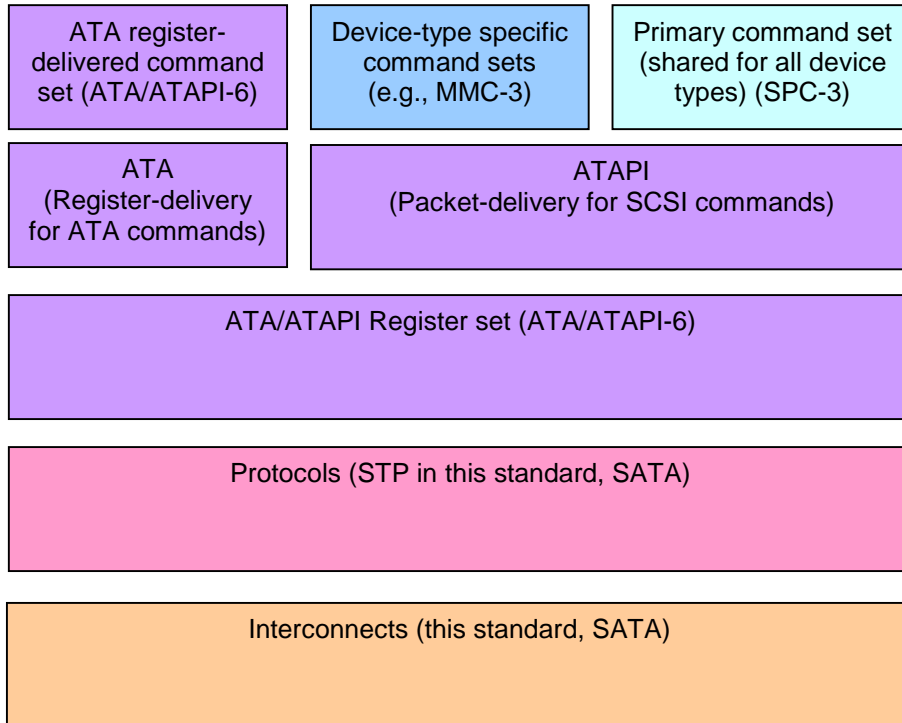 ATA register-
delivered command
set (ATA/ATAPI-6)
Device-type specific
command sets
(e.g., MMC-3)
Primary command set
(shared for all device
types) (SPC-3)
ATA
(Register-delivery
for ATA commands)
ATAPI
(Packet-delivery for SCSI commands)
ATA/ATAPI Register set (ATA/ATAPI-6)
Protocols (STP in this standard, SATA)
Interconnects (this standard, SATA)